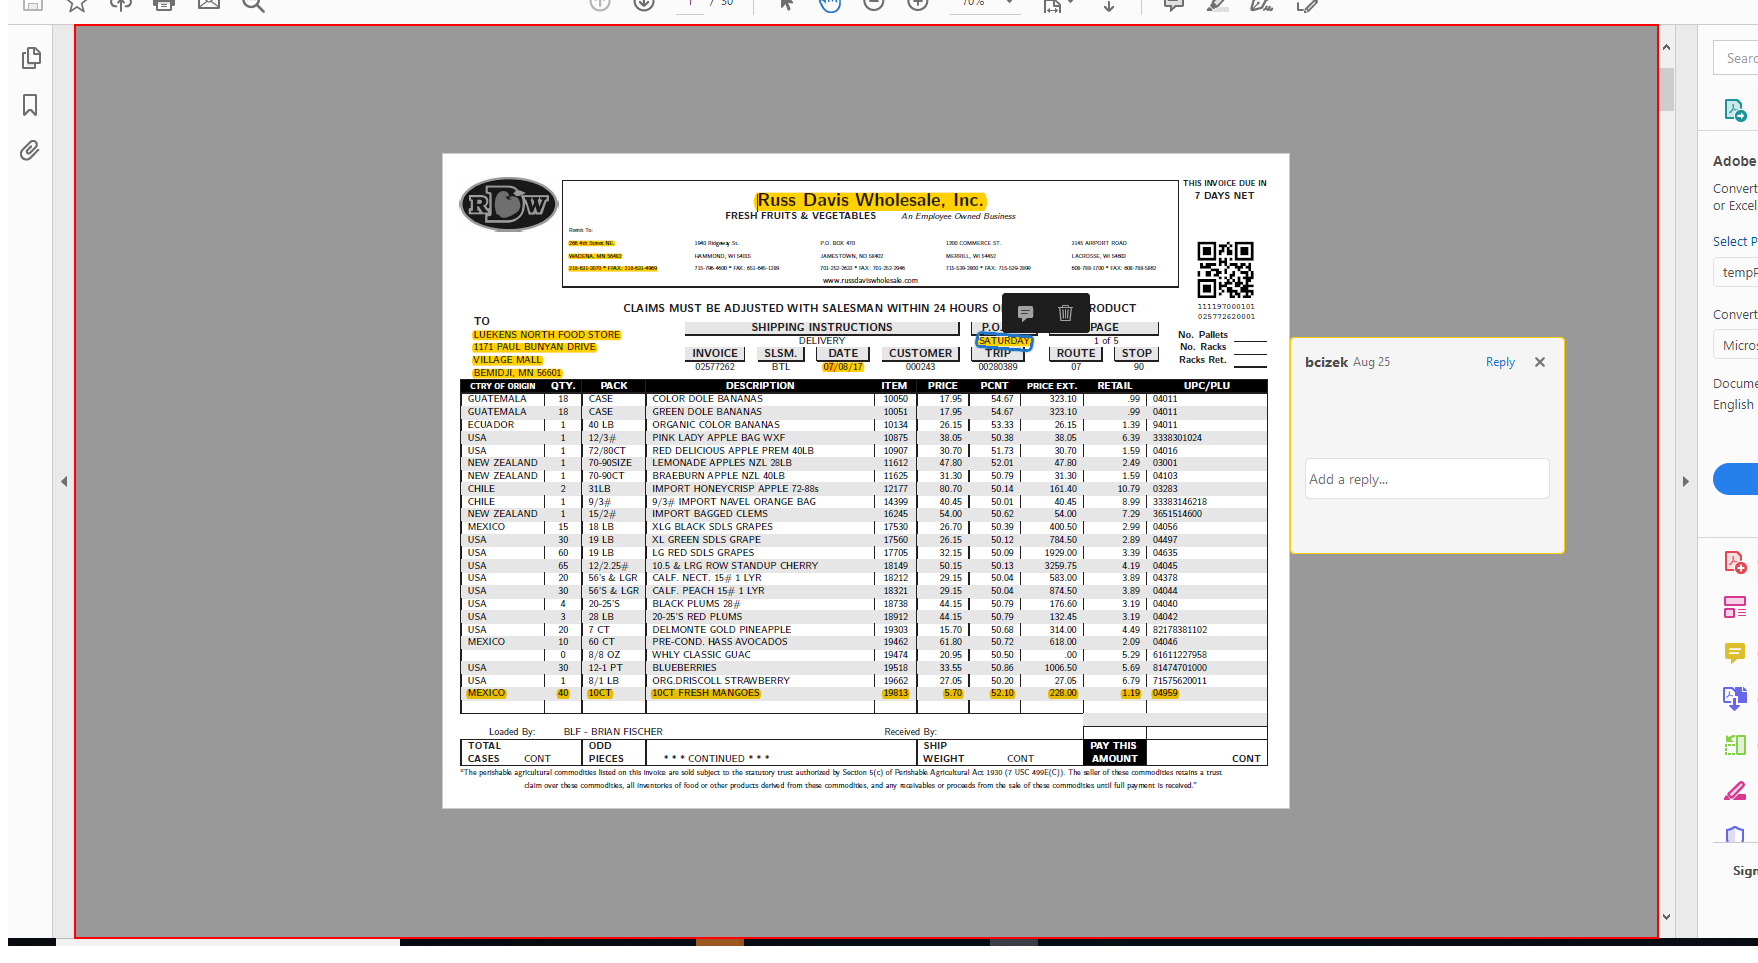 1 / 30
70%
RDW
Russ Davis Wholesale, Inc.
FRESH FRUITS & VEGETABLES An Employee Owned Business
Remit To:
1940 Ridgeway St. P.O. BOX 470 1200 COMMERCE ST. 3145 AIRPORT ROAD
WADENA, MN 56482 HAMMOND, WI 54015 JAMESTOWN, ND 58402 MERRILL, WI 54452 LACROSSE, WI 54603
715-796-4600 * FAX: 651-645-1389 701-252-2633 * FAX: 701-252-2946 715-539-2900 * FAX: 715-539-2899 608-788-1700 * FAX: 608-788-5862
www.russdaviswholesale.com
THIS INVOICE DUE IN
7 DAYS NET
111197000101
025772620001
CLAIMS MUST BE ADJUSTED WITH SALESMAN WITHIN 24 HOURS PRODUCT
TO
LUEKENS NORTH FOOD STORE
1171 PAUL BUNYAN DRIVE
VILLAGE MALL
BEMIDJI, MN 56601
SHIPPING INSTRUCTIONS P.O. PAGE
DELIVERY SATURDAY 1 of 5
INVOICE SLSM. DATE CUSTOMER TRIP ROUTE STOP
02577262 BTL 07/08/17 000243 00280389 07 90
No. Pallets
No. Racks
Racks Ret.
CTRY OF ORIGIN QTY. PACK DESCRIPTION ITEM PRICE PCNT PRICE EXT. RETAIL UPC/PLU
GUATEMALA 18 CASE COLOR DOLE BANANAS 10050 17.95 54.67 323.10 .99 04011
GUATEMALA 18 CASE GREEN DOLE BANANAS 10051 17.95 54.67 323.10 .99 04011
ECUADOR 1 40 LB ORGANIC COLOR BANANAS 10134 26.15 53.33 26.15 1.39 94011
USA 1 12/3# PINK LADY APPLE BAG WXF 10875 38.05 50.38 38.05 6.39 3338301024
USA 1 72/80CT RED DELICIOUS APPLE PREM 40LB 10907 30.70 51.73 30.70 1.59 04016
NEW ZEALAND 1 70-90SIZE LEMONADE APPLES NZL 28LB 11612 47.80 52.01 47.80 2.49 03001
NEW ZEALAND 1 70-90CT BRAEBURN APPLE NZL 40LB 11625 31.30 50.79 31.30 1.59 04103
CHILE 2 31LB IMPORT HONEYCRISP APPLE 72-88s 12177 80.70 50.14 161.40 10.79 03283
CHILE 1 9/3# 9/3# IMPORT NAVEL ORANGE BAG 14399 40.45 50.01 40.45 8.99 33383146218
NEW ZEALAND 1 15/2# IMPORT BAGGED CLEMS 16245 54.00 50.62 54.00 7.29 3651514600
MEXICO 15 18 LB XLG BLACK SDLS GRAPES 17530 26.70 50.39 400.50 2.99 04056
USA 30 19 LB XL GREEN SDLS GRAPE 17560 26.15 50.12 784.50 2.89 04497
USA 60 19 LB LG RED SDLS GRAPES 17705 32.15 50.09 1929.00 3.39 04635
USA 65 12/2.25# 10.5 & LRG ROW STANDUP CHERRY 18149 50.15 50.13 3259.75 4.19 04045
USA 20 56's & LGR CALF. NECT. 15# 1 LYR 18212 29.15 50.04 583.00 3.89 04378
USA 30 56'S & LGR CALF. PEACH 15# 1 LYR 18321 29.15 50.04 874.50 3.89 04044
USA 4 20-25'S BLACK PLUMS 28# 18738 44.15 50.79 176.60 3.19 04040
USA 3 28 LB 20-25'S RED PLUMS 18912 44.15 50.79 132.45 3.19 04042
USA 20 7 CT DELMONTE GOLD PINEAPPLE 19303 15.70 50.68 314.00 4.49 82178381102
MEXICO 10 60 CT PRE-COND. HASS AVOCADOS 19462 61.80 50.72 618.00 2.09 04046
0 8/8 OZ WHLY CLASSIC GUAC 19474 20.95 50.50 .00 5.29 61611227958
USA 30 12-1 PT BLUEBERRIES 19518 33.55 50.86 1006.50 5.69 81474701000
USA 1 8/1 LB ORG.DRISCOLL STRAWBERRY 19662 27.05 50.20 27.05 6.79 71575620011
MEXICO 40 10CT 10CT FRESH MANGOES 19813 5.70 52.10 228.00 1.19 04959
Loaded By: BLF - BRIAN FISCHER Received By:
TOTAL CASES CONT ODD PIECES * * * CONTINUED * * * SHIP WEIGHT CONT PAY THIS AMOUNT CONT
"The perishable agricultural commodities listed on this invoice are sold subject to the statutory trust authorized by Section 5(c) of Perishable Agricultural Act 1930 (7 USC 499E(C)). The seller of these commodities retains a trust
claim over these commodities, all inventories of food or other products derived from these commodities, and any receivables or proceeds from the sale of these commodities until full payment is received."
bcizek Aug 25 Reply
Add a reply...
Searc
Adobe
Convert
or Excel
Select P
tempF
Convert
Micros
Docume
English
Sign